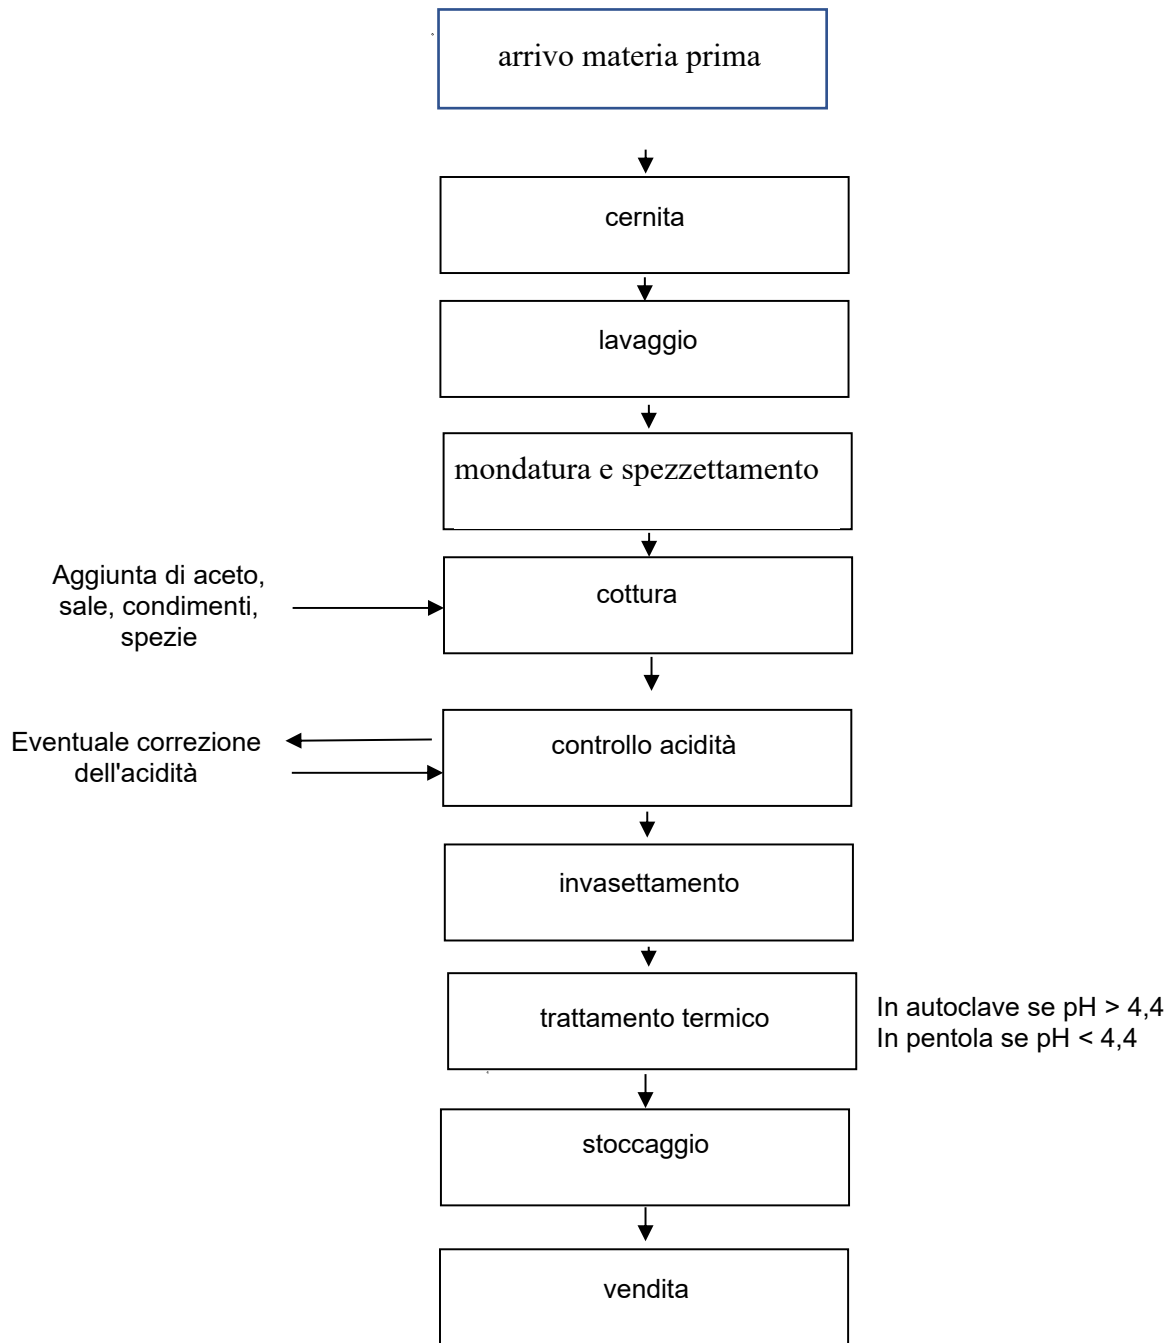 arrivo materia prima
cernita
lavaggio
mondatura e spezzettamento
Aggiunta di aceto,
sale, condimenti,
spezie
cottura
Eventuale correzione
dell'acidità
controllo acidità
invasettamento
trattamento termico
In autoclave se pH > 4,4
In pentola se pH < 4,4
stoccaggio
vendita